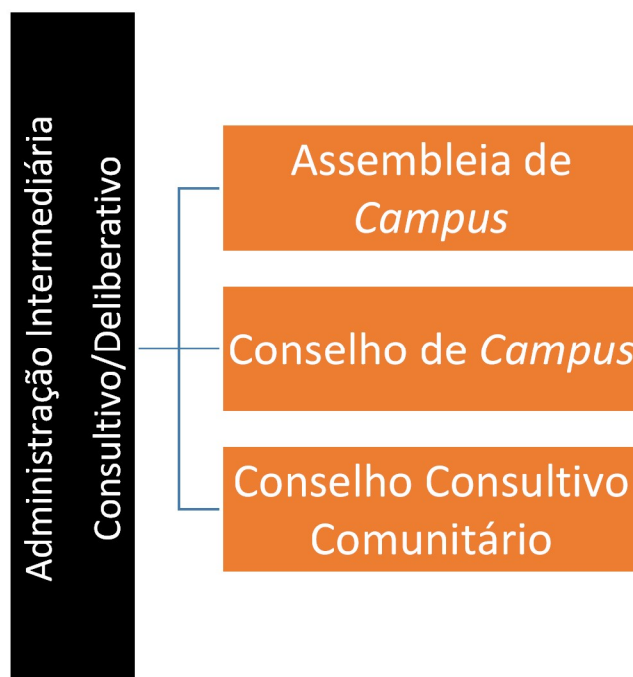 Administração Intermediária
Consultivo/Deliberativo
Assembleia de
Campus
Conselho de Campus
Conselho Consultivo
Comunitário